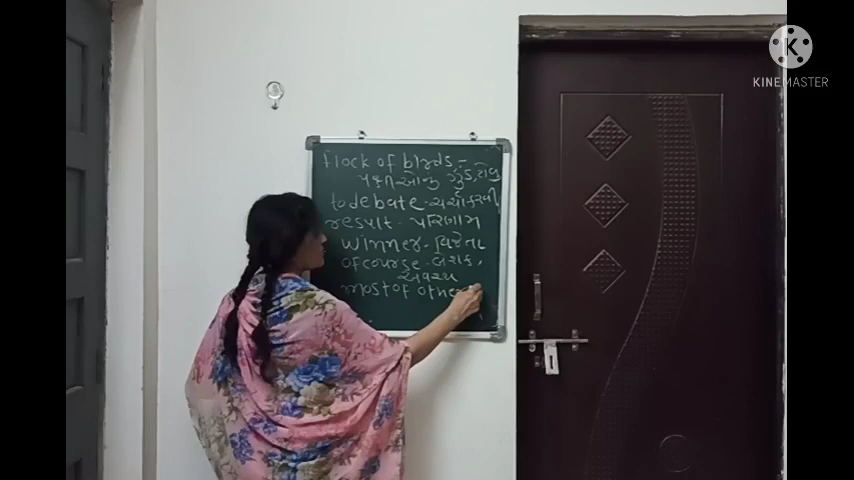 flock of birds -
પક્ષીઓનું ઝુંડ, ટોળુ
to debate - ચર્ચા કરવી
result - પરિણામ
winner - વિજેતા
of course - બેશક,
અવશ્ય
most of other
KINEMASTER